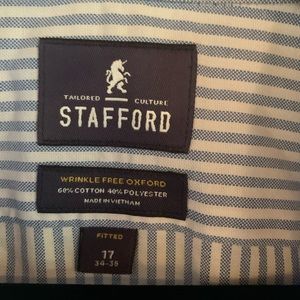 TAILORED CULTURE
STAFFORD
WRINKLE FREE OXFORD
60% COTTON 40% POLYESTER
MADE IN VIETNAM
FITTED
17
34-35